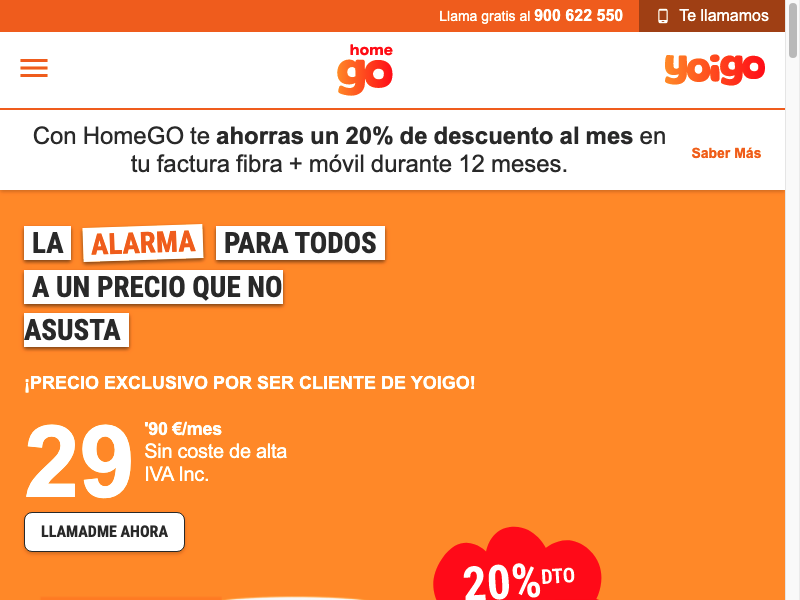 Llama gratis al 900 622 550
Te llamamos
home
go
yoigo
Con HomeGO te ahorras un 20% de descuento al mes en
tu factura fibra + móvil durante 12 meses.
Saber Más
LA ALARMA PARA TODOS
A UN PRECIO QUE NO
ASUSTA
¡PRECIO EXCLUSIVO POR SER CLIENTE DE YOIGO!
29 '90 €/mes
Sin coste de alta
IVA Inc.
LLAMADME AHORA
20% DTO